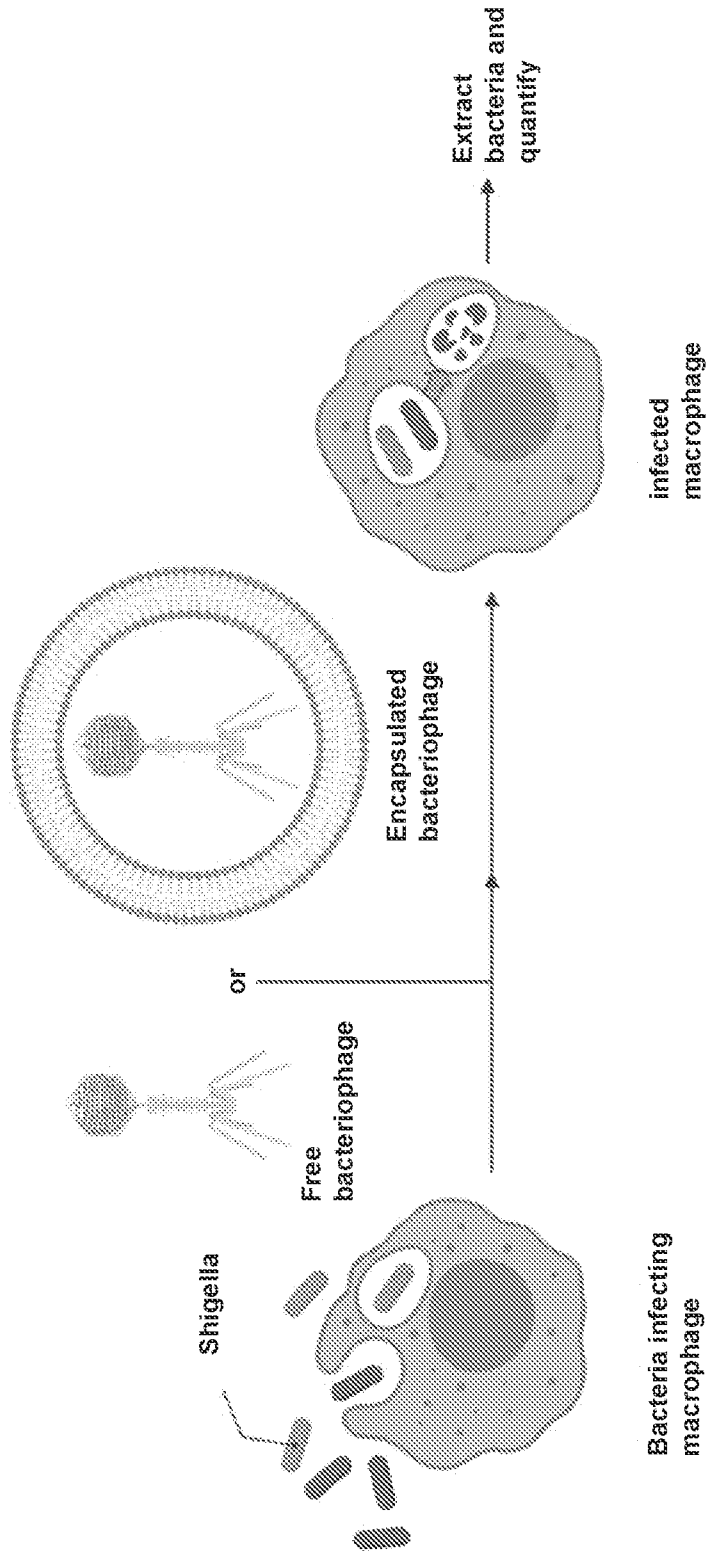 Shigella
Free
bacteriophage
or
Encapsulated
bacteriophage
Bacteria infecting
macrophage
infected
macrophage
Extract
bacteria and
quantify